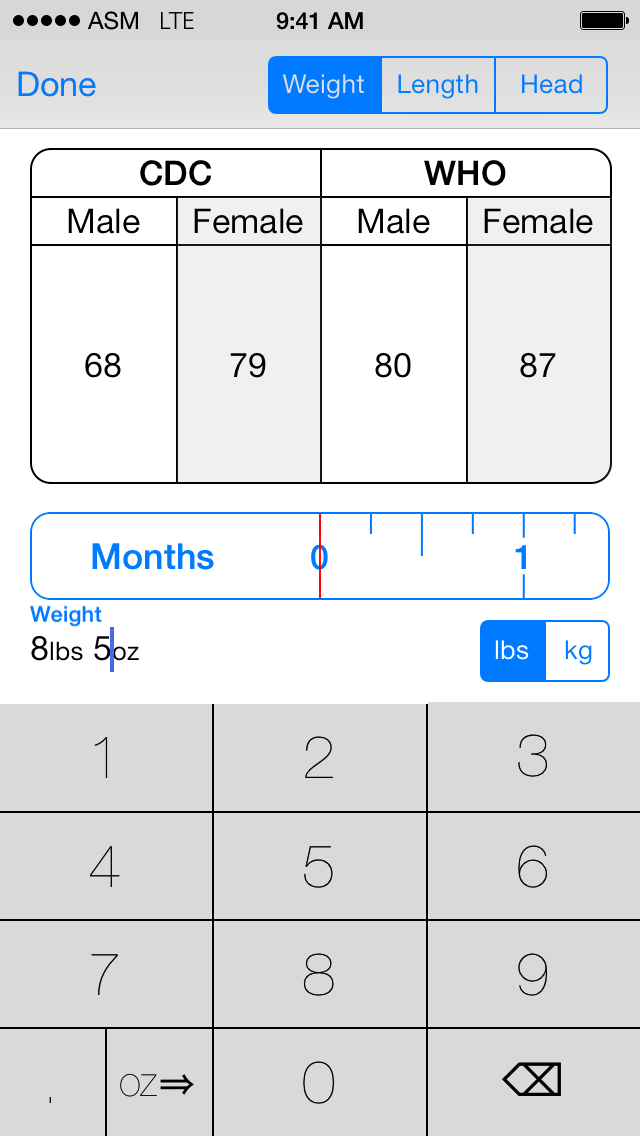 ASM LTE 9:41 AM
Done Weight Length Head
CDC WHO
Male Female Male Female
68 79 80 87
Months 0 1
Weight
8lbs 5oz lbs kg
1 2 3
4 5 6
7 8 9
. oz⇒ 0 ⌫